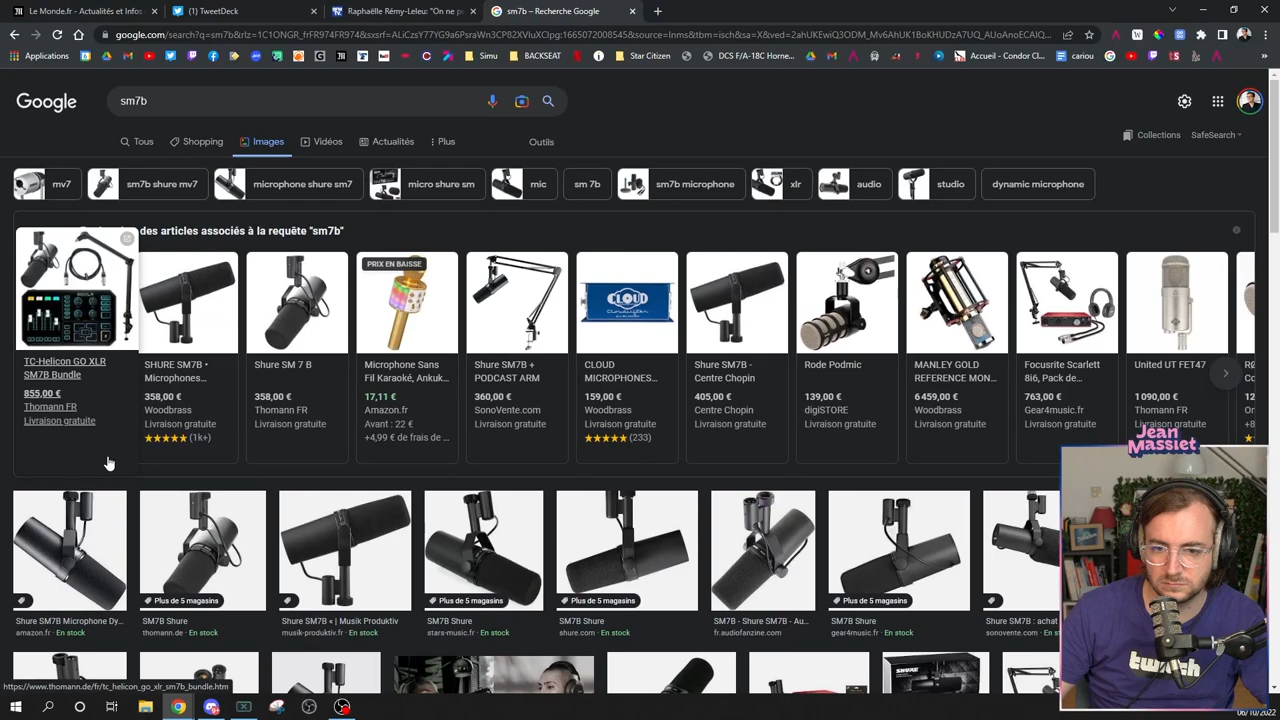 Le Monde.fr - Actualités et Infos
(1) TweetDeck
Raphaëlle Rémy-Leleu "On ne p
sm7b – Recherche Google
Applications
Simu
BACKSEAT
Star Citizen
DCS F/A-18C Horne...
Accueil – Condor Cl...
cariou
Google
sm7b
Tous
Shopping
Images
Vidéos
Actualités
Plus
Outils
Collections
SafeSearch
mv7
sm7b shure mv7
microphone shure sm7
micro shure sm
mic
sm 7b
sm7b microphone
xlr
audio
studio
dynamic microphone
des articles associés à la requête "sm7b"
TC-Helicon GO XLR
SM7B Bundle
855,00 €
Thomann FR
Livraison gratuite
SHURE SM7B •
Microphones...
358,00 €
Woodbrass
Livraison gratuite
(1k+)
Shure SM 7 B
358,00 €
Thomann FR
Livraison gratuite
PRIX EN BAISSE
Microphone Sans
Fil Karaoké, Ankuk...
17,11 €
Amazon.fr
Avant : 22 €
+4,99 € de frais de ...
Shure SM7B +
PODCAST ARM
360,00 €
SonoVente.com
Livraison gratuite
CLOUD
CLOUD
MICROPHONES...
159,00 €
Woodbrass
Livraison gratuite
(233)
Shure SM7B -
Centre Chopin
405,00 €
Centre Chopin
Livraison gratuite
Rode Podmic
139,00 €
digiSTORE
Livraison gratuite
MANLEY GOLD
REFERENCE MON...
6 459,00 €
Woodbrass
Livraison gratuite
Focusrite Scarlett
8i6, Pack de...
763,00 €
Gear4music.fr
Livraison gratuite
United UT FET47
1 090,00 €
Thomann FR
Livraison gratuite
Jean
Massiet
Plus de 5 magasins
Plus de 5 magasins
Plus de 5 magasins
Plus de 5 magasins
Shure SM7B Microphone Dy...
amazon.fr · En stock
SM7B Shure
thomann.de · En stock
Shure SM7B « | Musik Produktiv
musik-produktiv.fr · En stock
SM7B Shure
stars-music.fr · En stock
SM7B Shure
shure.com · En stock
SM7B - Shure SM7B - Au...
fr.audiofanzine.com
SM7B Shure
gear4music.fr · En stock
Shure SM7B : achat
sonovente.com · En stock
SHURE
twitch
https://www.thomann.de/fr/tc_helicon_go_xlr_sm7b_bundle.htm
06/10/2022